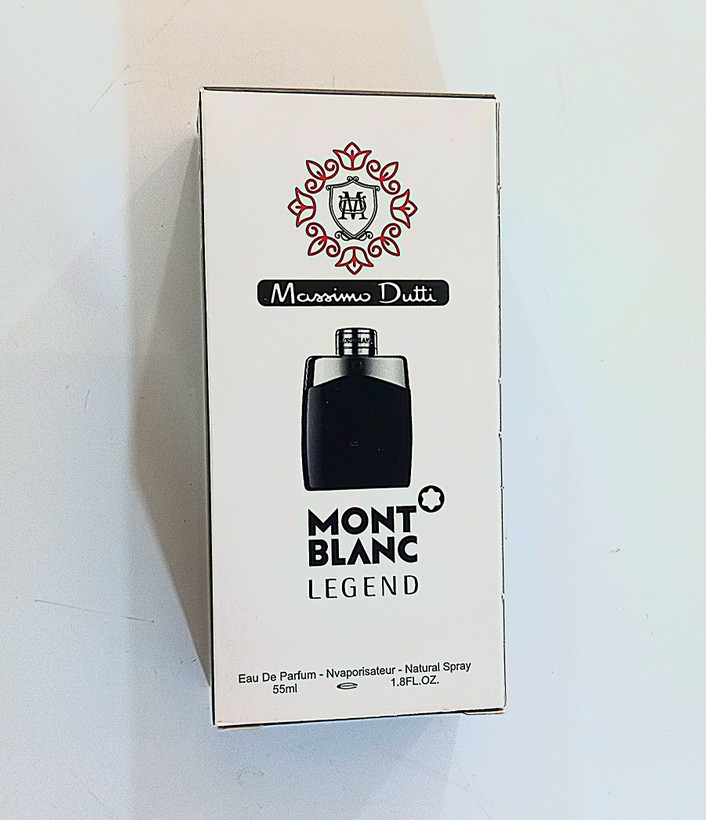 Massimo Dutti
MONT
BLANC
LEGEND
Eau De Parfum - Nvaporisateur - Natural Spray
55ml 1.8FL.OZ.